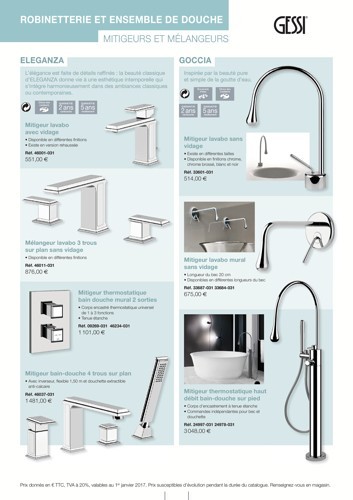 ROBINETTERIE ET ENSEMBLE DE DOUCHE
GESSI
MITIGEURS ET MÉLANGEURS
ELEGANZA
L'élégance est faite de détails raffinés : la beauté classique
d'ELEGANZA donne vie à une esthétique intemporelle qui
s'intègre harmonieusement dans des ambiances classiques
ou contemporaines.
2 ans
5 ans
Mitigeur lavabo
avec vidage
• Disponible en différentes finitions
• Existe en version rehaussée
Réf. 46001-031
551,00 €
Mélangeur lavabo 3 trous
sur plan sans vidage
• Disponible en différentes finitions
Réf. 46011-031
876,00 €
Mitigeur thermostatique
bain douche mural 2 sorties
• Corps encastré thermostatique universel
de 1 à 3 fonctions
• Tenue étanche
Réf. 09269-031 46234-031
1 101,00 €
Mitigeur bain-douche 4 trous sur plan
• Avec inverseur, flexible 1,50 m et douchette extractible
anti-calcaire
Réf. 46037-031
1 481,00 €
GOCCIA
Inspirée par la beauté pure
et simple de la goutte d'eau.
2 ans
5 ans
Mitigeur lavabo sans
vidage
• Existe en différentes tailles
• Disponible en finitions chrome,
chrome brossé, blanc et noir
Réf. 33601-031
514,00 €
Mitigeur lavabo mural
sans vidage
• Longueur du bec 20 cm
• Disponibles en différentes longueurs du bec
Réf. 33697-031 33684-031
675,00 €
Mitigeur thermostatique haut
débit bain-douche sur pied
• Corps d'encastrement à tenue étanche
• Commandes indépendantes pour bec et
douchette
Réf. 24997-031 24978-031
3 048,00 €
Prix donnés en € TTC, TVA à 20%, valables au 1er janvier 2017. Prix susceptibles d'évolution pendant la durée du catalogue. Renseignez-vous en magasin.